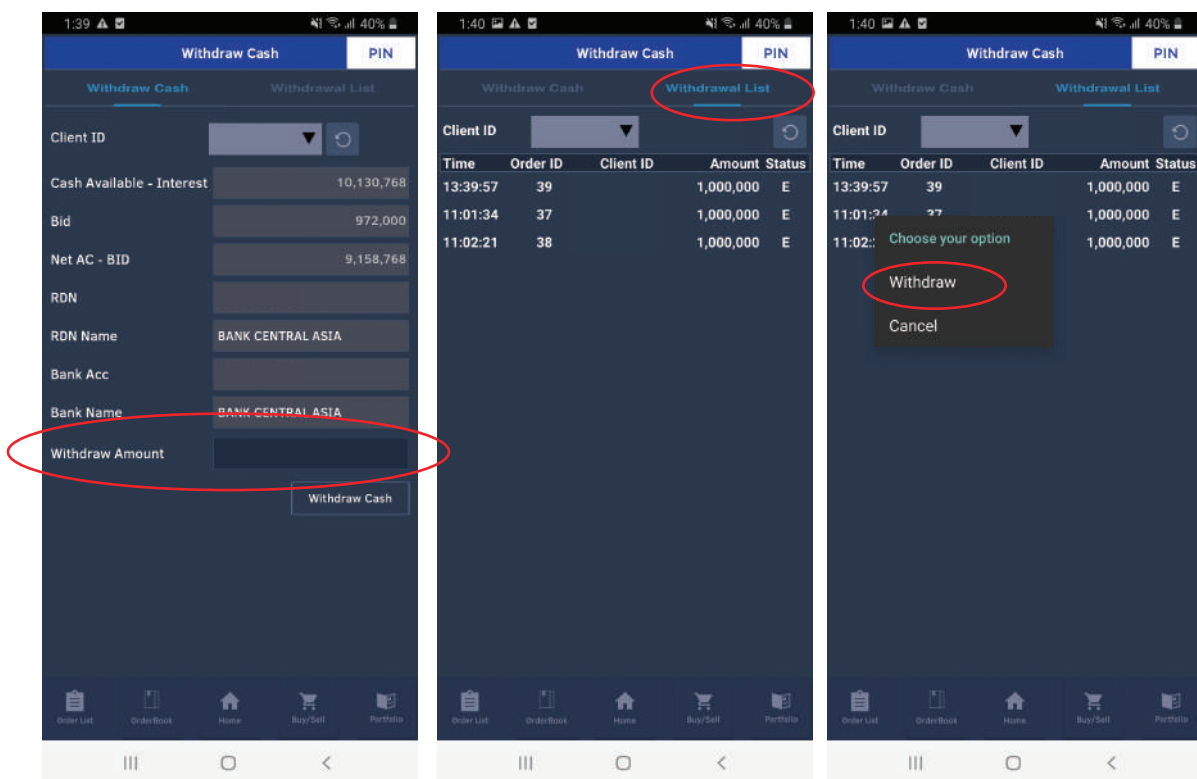 1:39 40%
Withdraw Cash PIN
Withdraw Cash Withdrawal List
Client ID
Cash Available - Interest 10,130,768
Bid 972,000
Net AC - BID 9,158,768
RDN
RDN Name BANK CENTRAL ASIA
Bank Acc
Bank Name BANK CENTRAL ASIA
Withdraw Amount
Withdraw Cash
Order List OrderBook Home Buy/Sell Portfolio
1:40 40%
Withdraw Cash PIN
Withdraw Cash Withdrawal List
Client ID
Time Order ID Client ID Amount Status
13:39:57 39 1,000,000 E
11:01:34 37 1,000,000 E
11:02:21 38 1,000,000 E
Order List OrderBook Home Buy/Sell Portfolio
1:40 40%
Withdraw Cash PIN
Withdraw Cash Withdrawal List
Client ID
Time Order ID Client ID Amount Status
13:39:57 39 1,000,000 E
11:01:34 37 1,000,000 E
11:02: 1,000,000 E
Choose your option
Withdraw
Cancel
Order List OrderBook Home Buy/Sell Portfolio